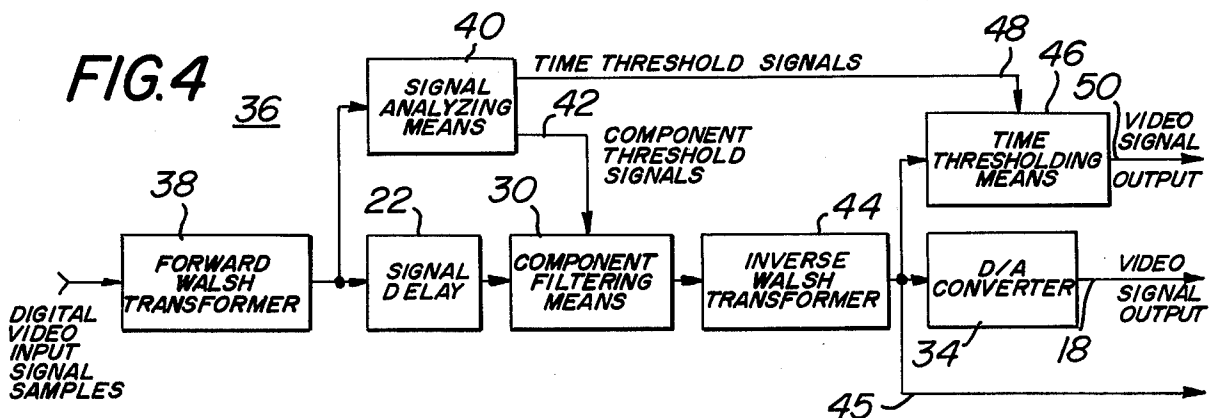 FIG.4
36
40
SIGNAL
ANALYZING
MEANS
TIME THRESHOLD SIGNALS
48
46
42
COMPONENT
THRESHOLD
SIGNALS
TIME
THRESHOLDING
MEANS
50
VIDEO
SIGNAL
OUTPUT
38
FORWARD
WALSH
TRANSFORMER
22
SIGNAL
DELAY
30
COMPONENT
FILTERING
MEANS
44
INVERSE
WALSH
TRANSFORMER
D/A
CONVERTER
34
VIDEO
SIGNAL
OUTPUT
18
45
DIGITAL
VIDEO
INPUT
SIGNAL
SAMPLES